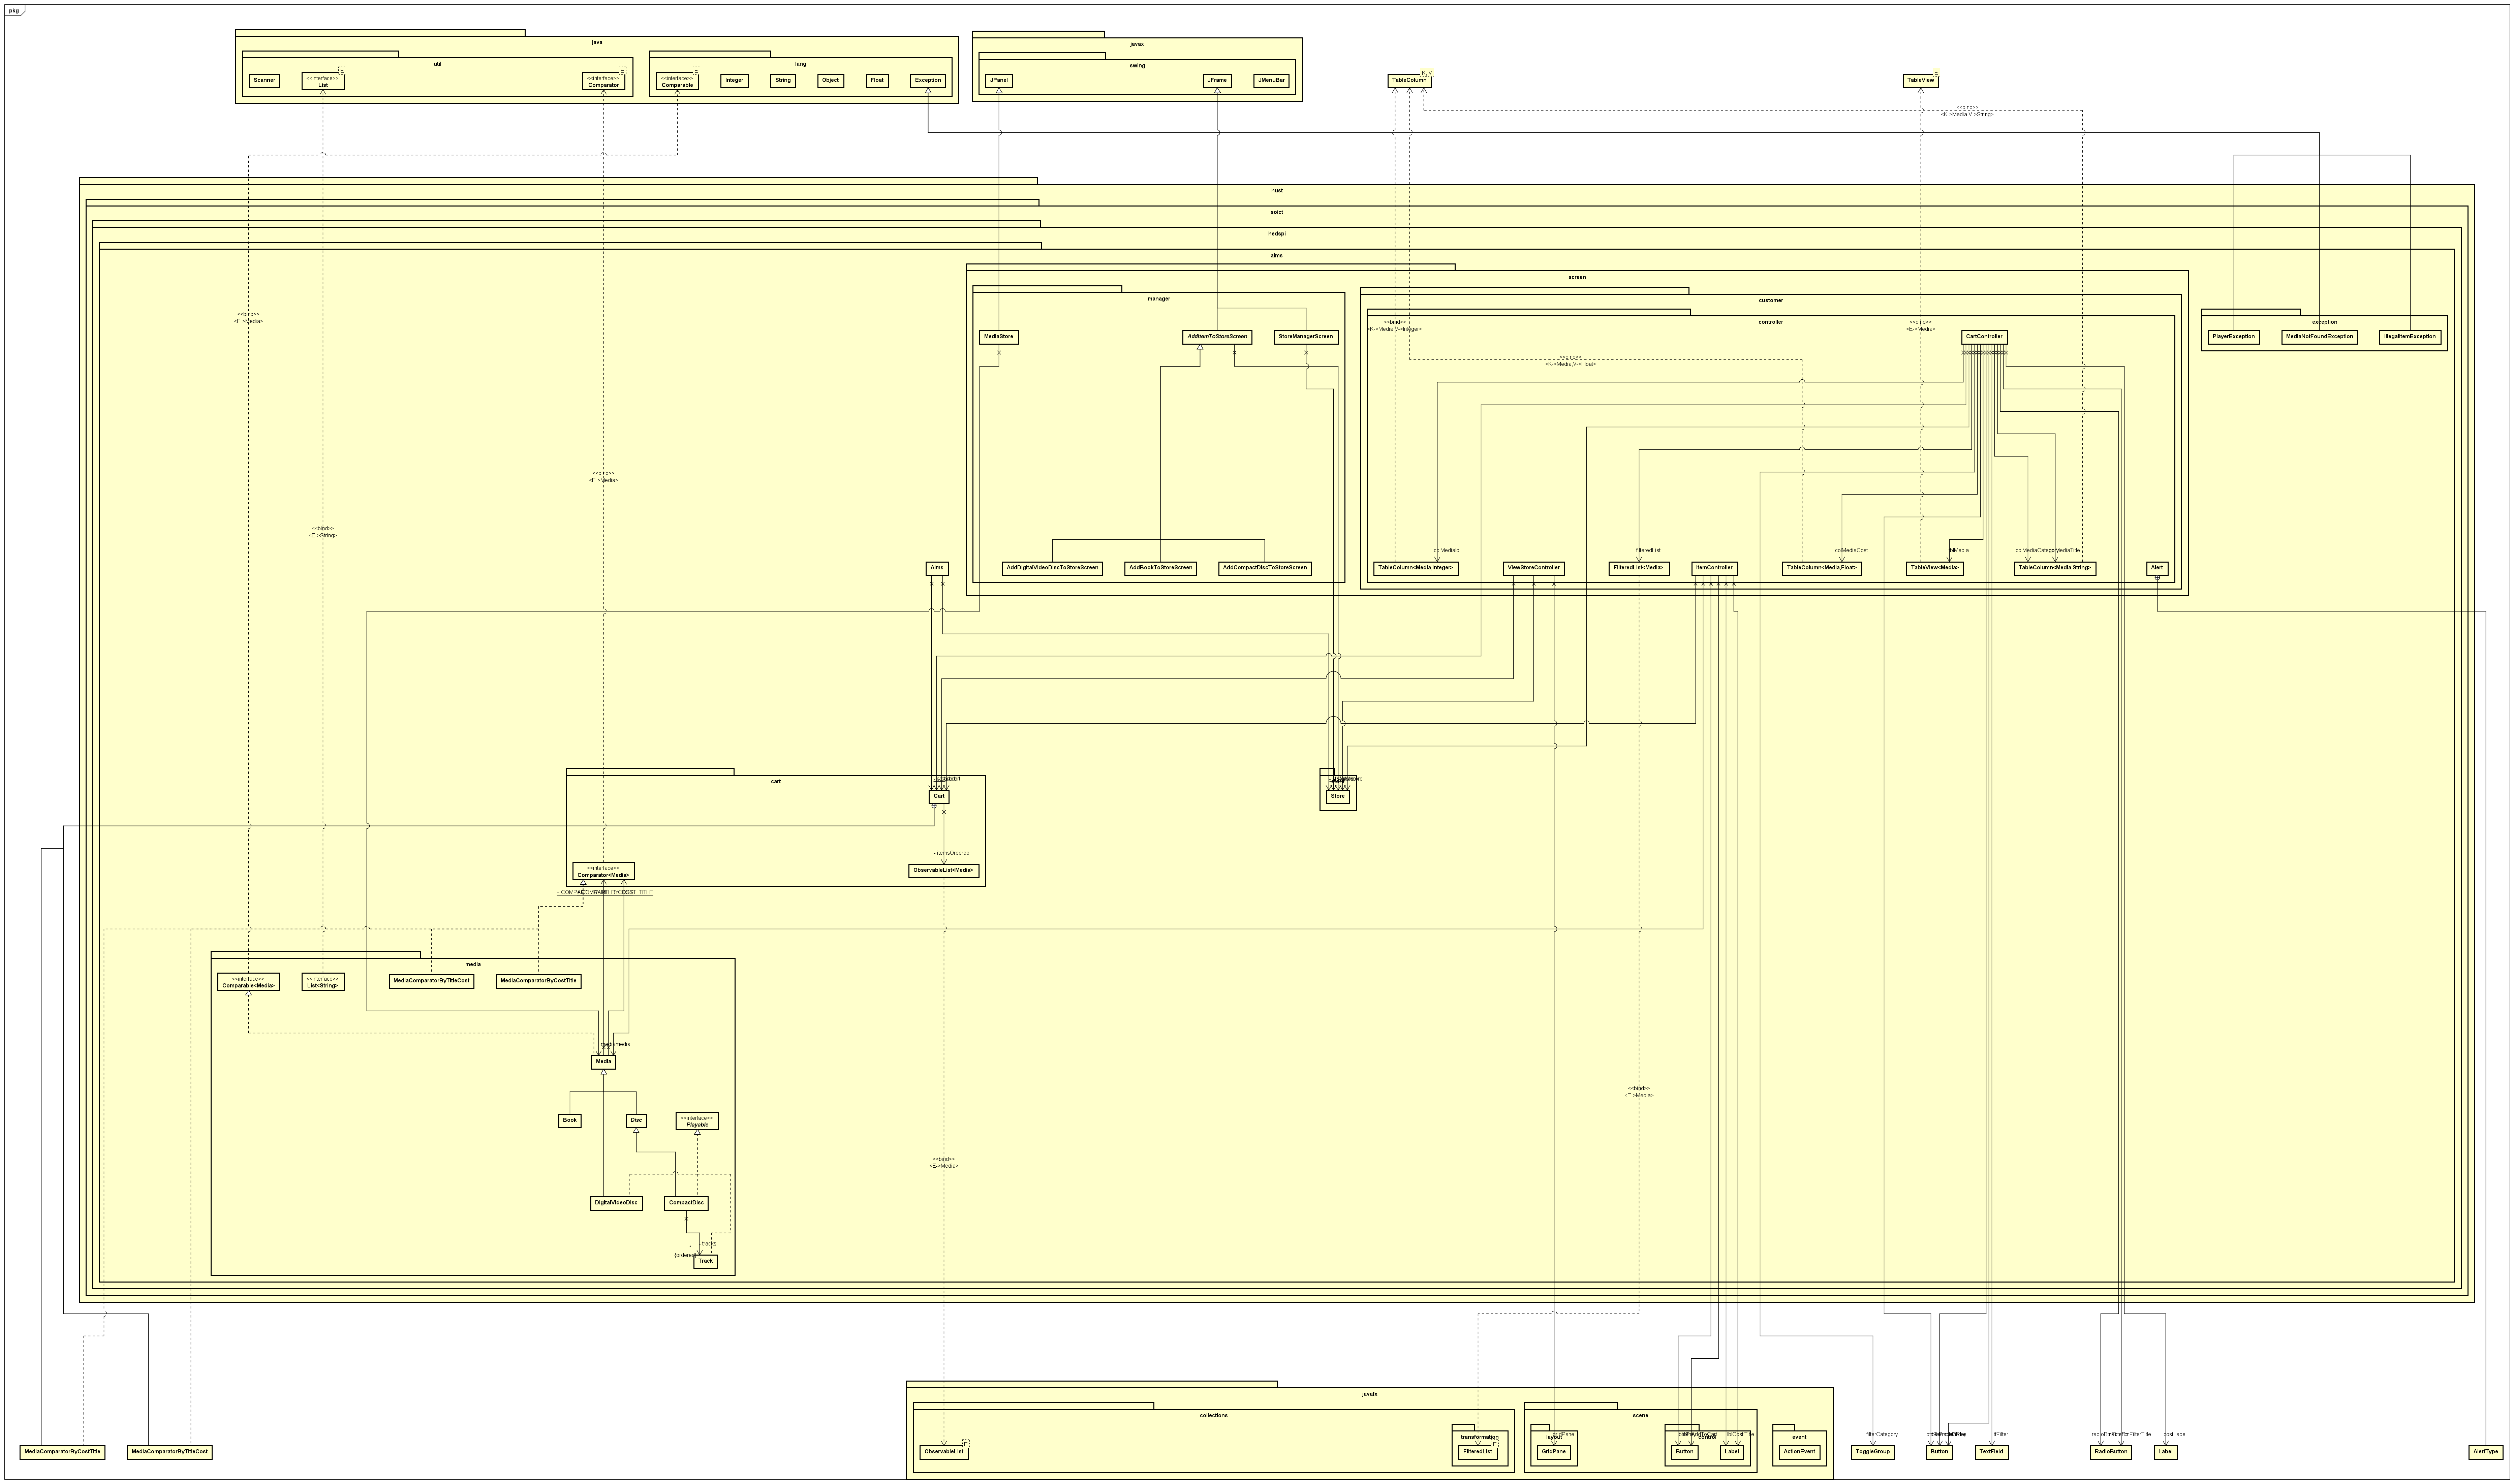 pkg
java
util
Scanner
<<interface>>
List
E
<<interface>>
Comparator
E
lang
<<interface>>
Comparable
E
Integer
String
Object
Float
Exception
javax
swing
JPanel
JFrame
JMenuBar
TableColumn
K, V
TableView
E
<<bind>>
<K->Media,V->String>
hust
soict
hedspi
aims
screen
manager
MediaStore
AddItemToStoreScreen
StoreManagerScreen
AddDigitalVideoDiscToStoreScreen
AddBookToStoreScreen
AddCompactDiscToStoreScreen
customer
controller
<<bind>>
<K->Media,V->Integer>
<<bind>>
<E->Media>
CartController
<<bind>>
<K->Media,V->Float>
- colMediaId
- filteredList
- colMediaCost
- tblMedia
- colMediaCategory
- colMediaTitle
TableColumn<Media,Integer>
ViewStoreController
FilteredList<Media>
ItemController
TableColumn<Media,Float>
TableView<Media>
TableColumn<Media,String>
Alert
exception
PlayerException
MediaNotFoundException
IllegalItemException
<<bind>>
<E->Media>
<<bind>>
<E->Media>
<<bind>>
<E->String>
Aims
cart
Cart
- itemsOrdered
<<interface>>
Comparator<Media>
ObservableList<Media>
Store
media
<<interface>>
Comparable<Media>
<<interface>>
List<String>
MediaComparatorByTitleCost
MediaComparatorByCostTitle
Media
Book
Disc
<<interface>>
Playable
DigitalVideoDisc
CompactDisc
- tracks
*
{ordered}
Track
<<bind>>
<E->Media>
<<bind>>
<E->Media>
MediaComparatorByCostTitle
MediaComparatorByTitleCost
javafx
collections
ObservableList
E
transformation
FilteredList
E
scene
layout
GridPane
control
Button
Label
event
ActionEvent
- filterCategory
ToggleGroup
Button
- tfFilter
TextField
RadioButton
- costLabel
Label
AlertType